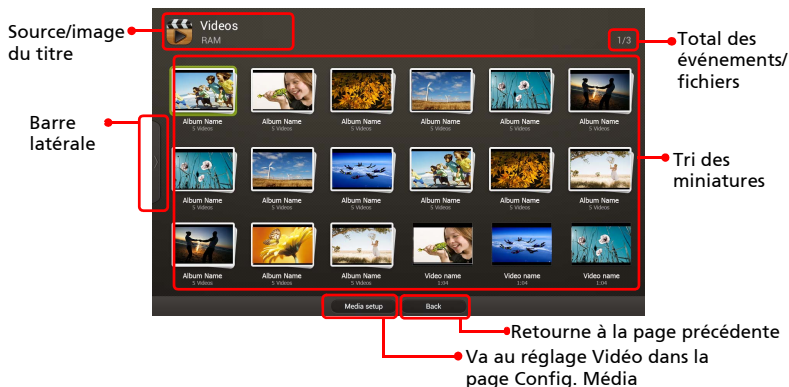 Source/image
du titre
Videos
RAM
1/3
Total des
événements/
fichiers
Barre
latérale
Tri des
miniatures
Album Name
5 Videos
Album Name
5 Videos
Album Name
5 Videos
Album Name
5 Videos
Album Name
5 Videos
Album Name
5 Videos
Album Name
5 Videos
Album Name
5 Videos
Album Name
5 Videos
Album Name
5 Videos
Album Name
5 Videos
Album Name
5 Videos
Album Name
5 Videos
Album Name
5 Videos
Album Name
5 Videos
Video name
1:04
Video name
1:04
Video name
1:04
Media setup
Back
Retourne à la page précédente
Va au réglage Vidéo dans la
page Config. Média